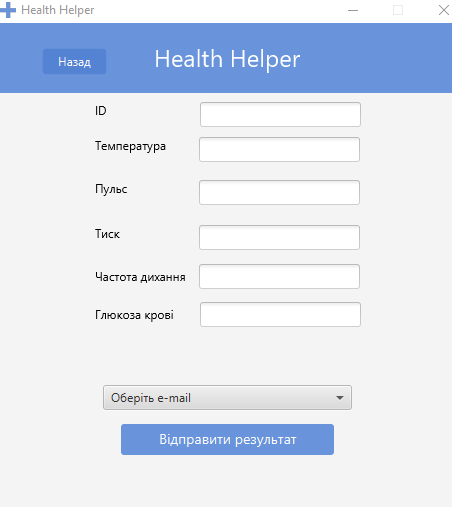 Health Helper
Назад
Health Helper
ID
Температура
Пульс
Тиск
Частота дихання
Глюкоза крові
Оберіть e-mail
Відправити результат